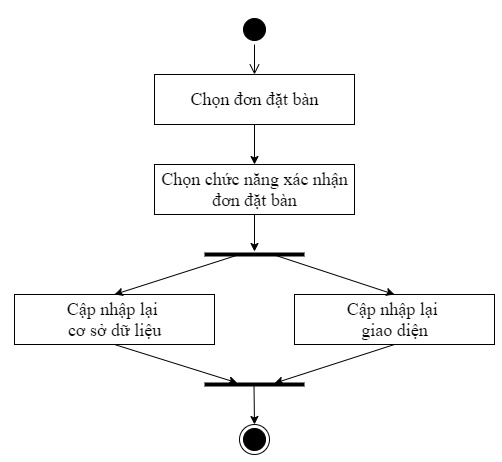 Chọn đơn đặt bàn
Chọn chức năng xác nhận
đơn đặt bàn
Cập nhập lại
cơ sở dữ liệu
Cập nhập lại
giao diện